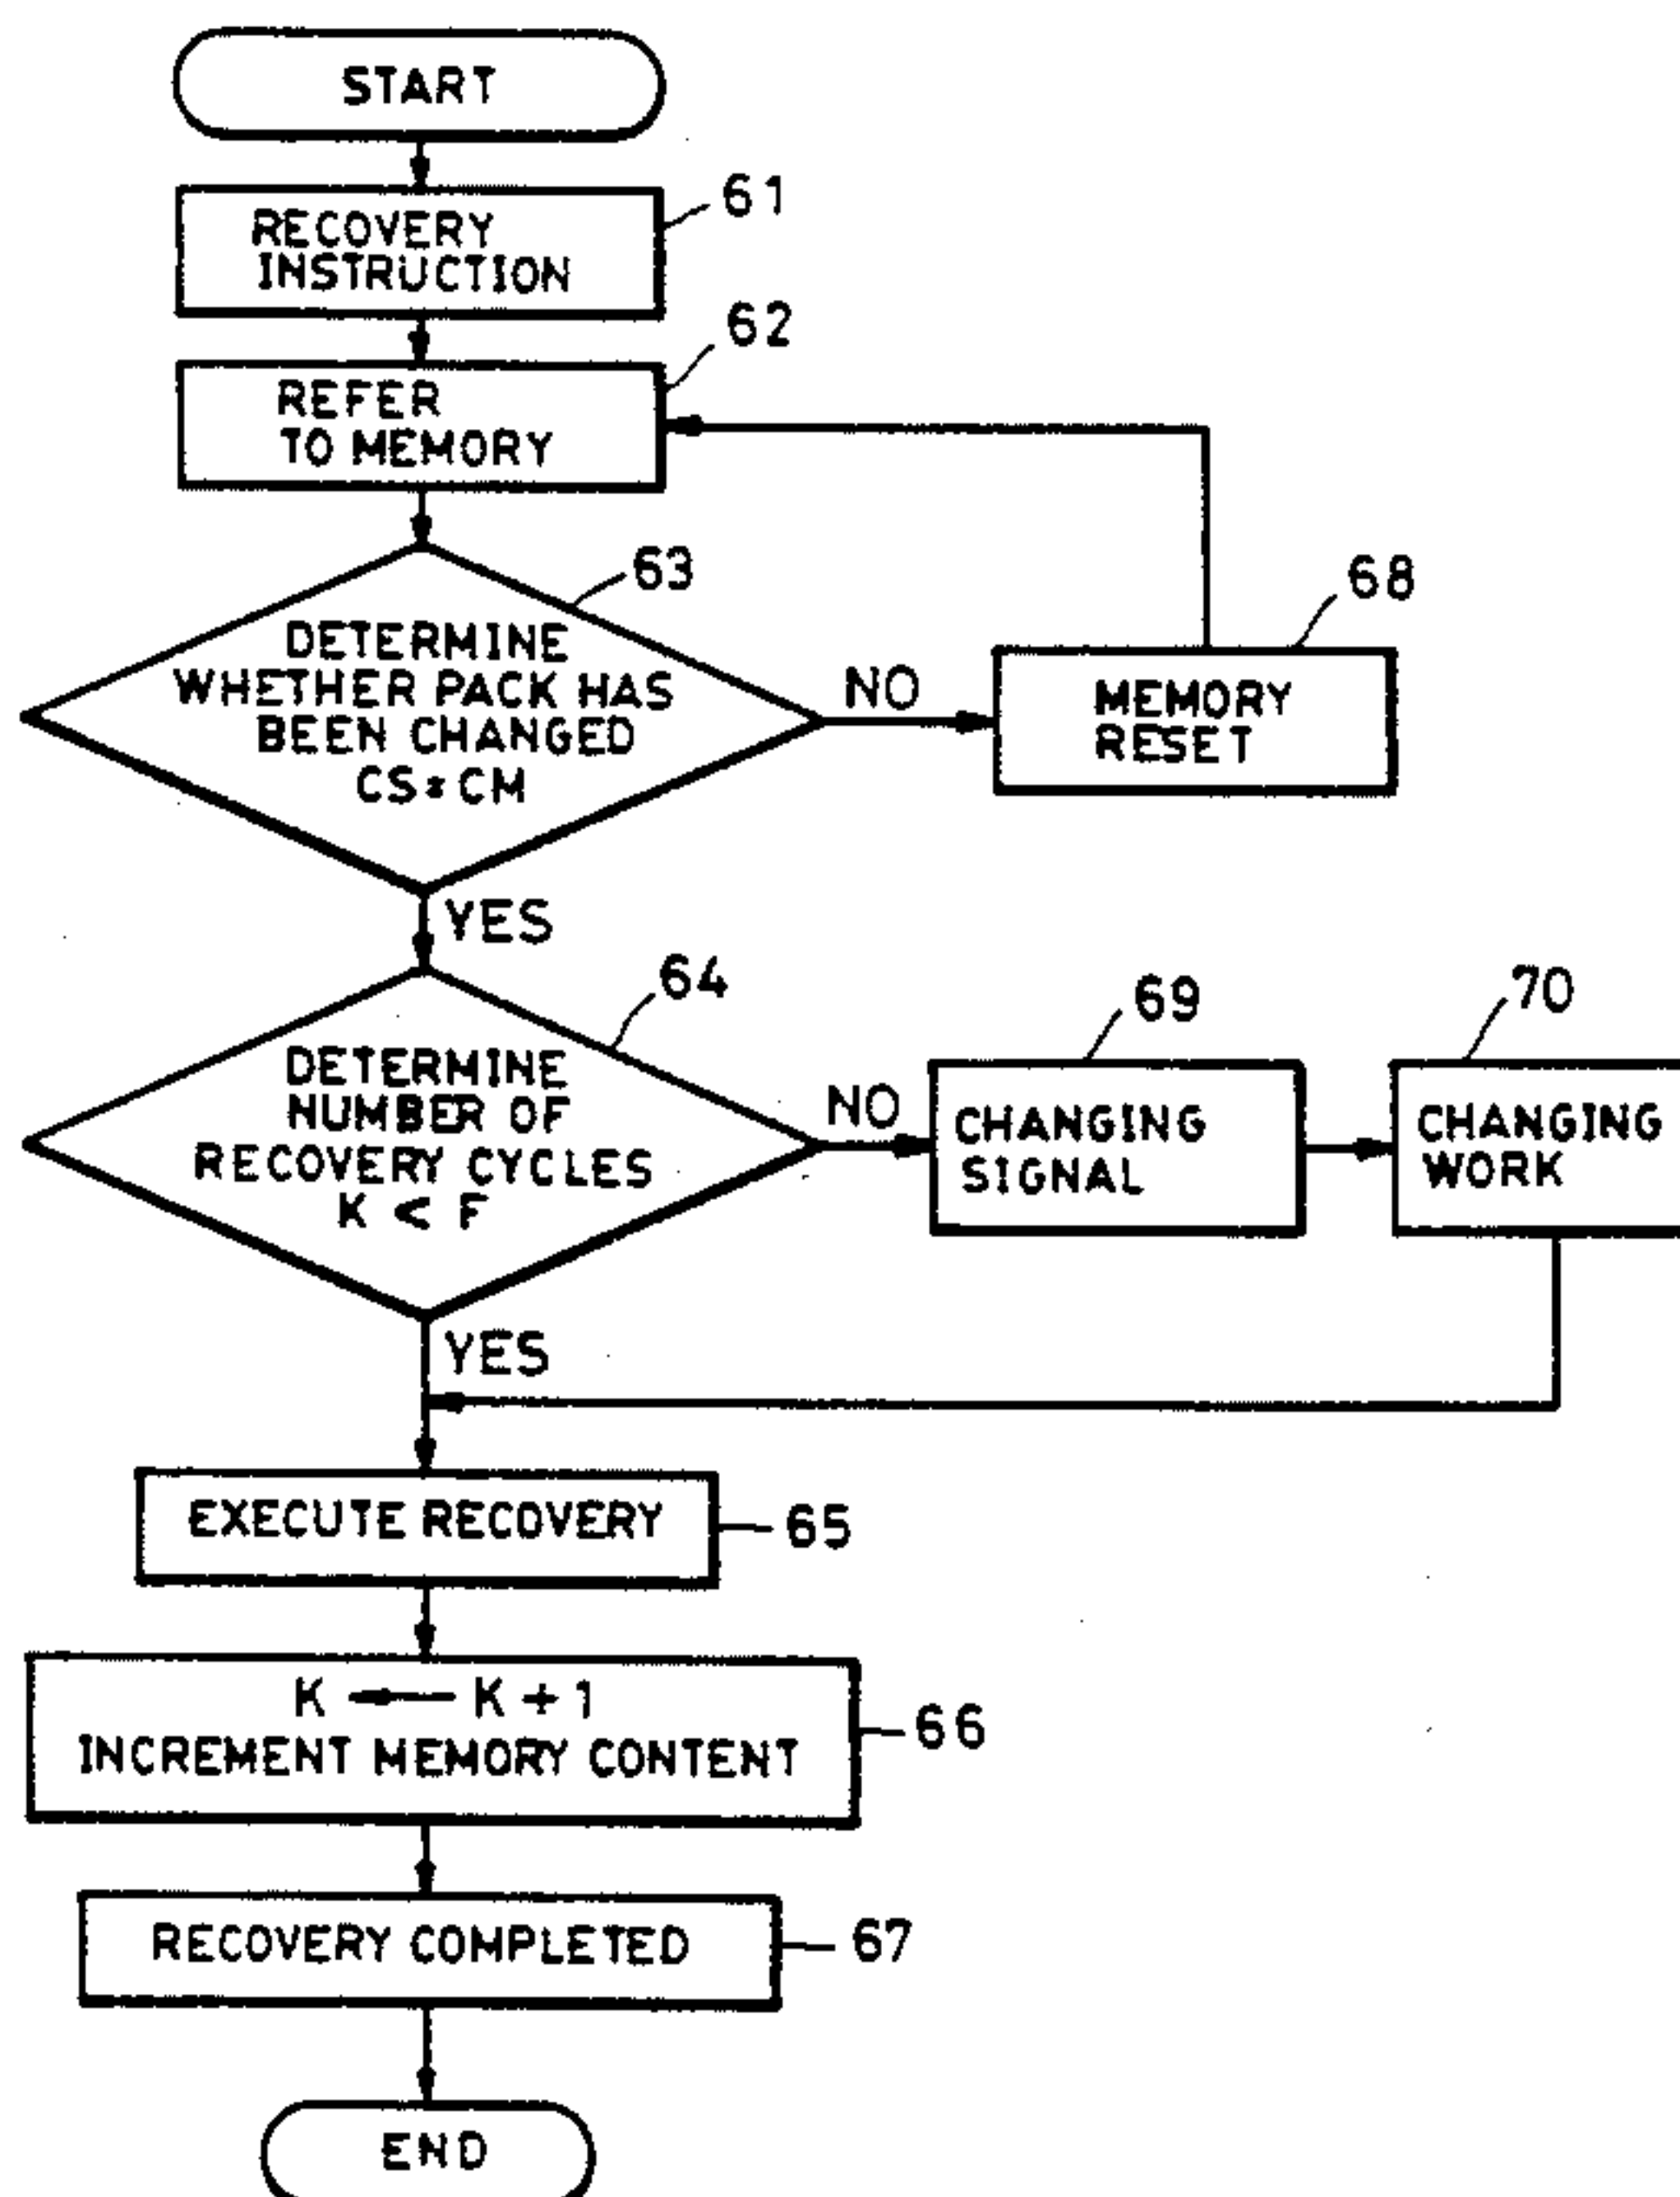 START
RECOVERY
INSTRUCTION
61
REFER
TO MEMORY
62
DETERMINE
WHETHER PACK HAS
BEEN CHANGED
CS=CM
63
NO
MEMORY
RESET
68
YES
DETERMINE
NUMBER OF
RECOVERY CYCLES
K < F
64
NO
CHANGING
SIGNAL
69
CHANGING
WORK
70
YES
EXECUTE RECOVERY
65
K ← K + 1
INCREMENT MEMORY CONTENT
66
RECOVERY COMPLETED
67
END